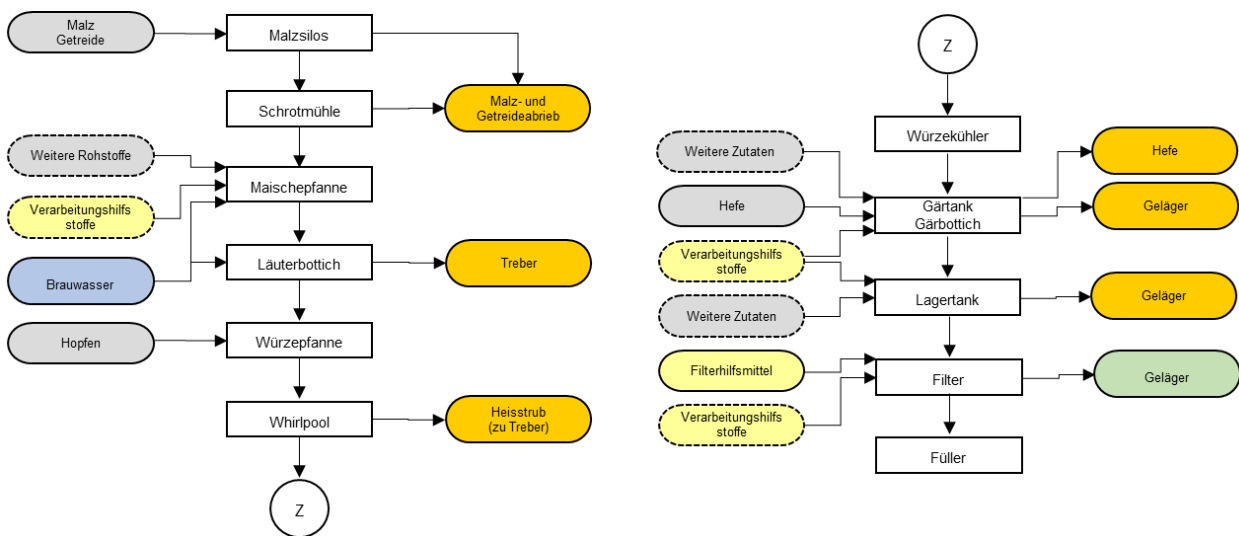 Malz
Getreide
Malzsilos
Schrotmühle
Malz- und
Getreideabrieb
Weitere Rohstoffe
Maischepfanne
Verarbeitungshilfs
stoffe
Brauwasser
Läuterbottich
Treber
Hopfen
Würzepfanne
Whirlpool
Heisstrub
(zu Treber)
Z
Z
Würzekühler
Weitere Zutaten
Hefe
Hefe
Gärtank
Gärbottich
Geläger
Verarbeitungshilfs
stoffe
Lagertank
Geläger
Weitere Zutaten
Filterhilfsmittel
Filter
Geläger
Verarbeitungshilfs
stoffe
Füller